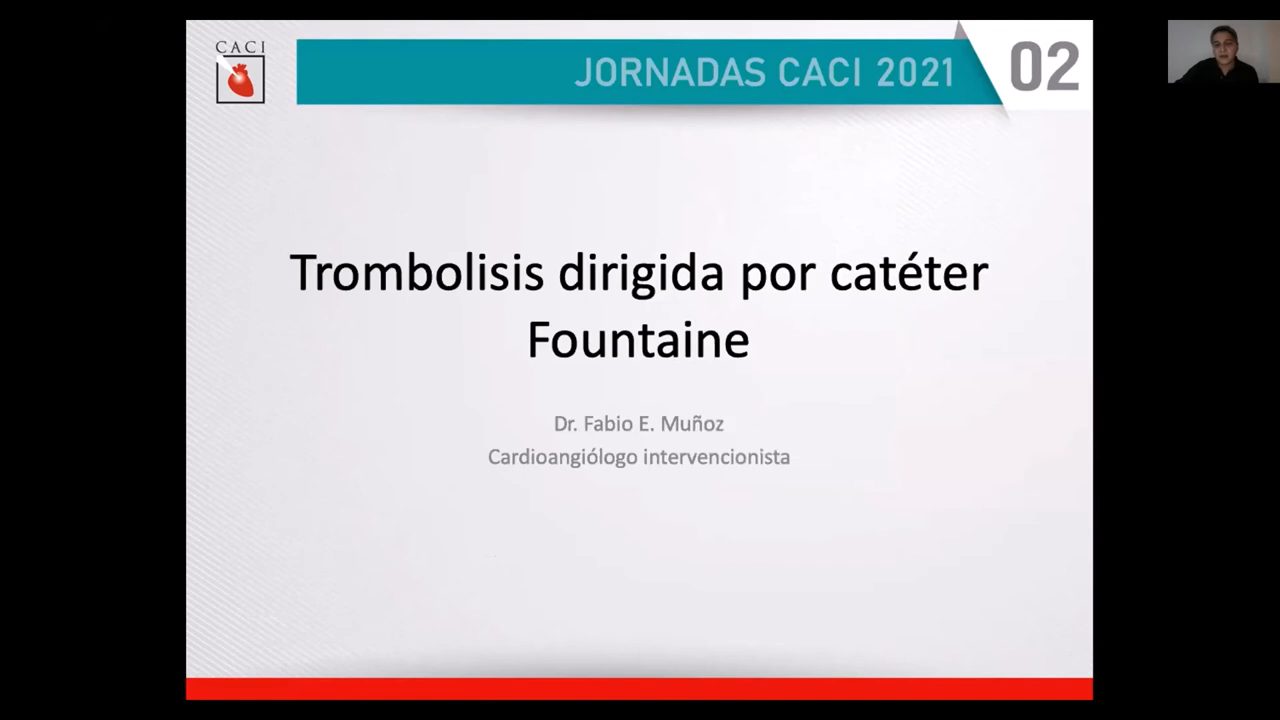 CACI
JORNADAS CACI 2021
02
Trombolisis dirigida por catéter
Fountaine
Dr. Fabio E. Muñoz
Cardioangiólogo intervencionista